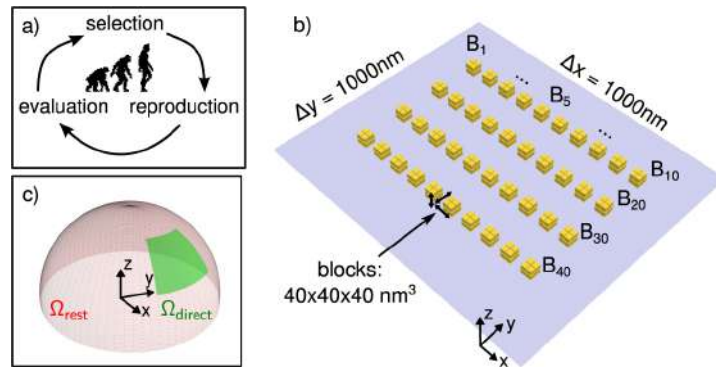 a)
selection
evaluation
reproduction
b)
Δy = 1000nm
Δx = 1000nm
B₁
...
B₅
...
B₁₀
B₂₀
B₃₀
B₄₀
blocks:
40x40x40 nm³
z
y
x
c)
z
y
x
Ωrest
Ωdirect